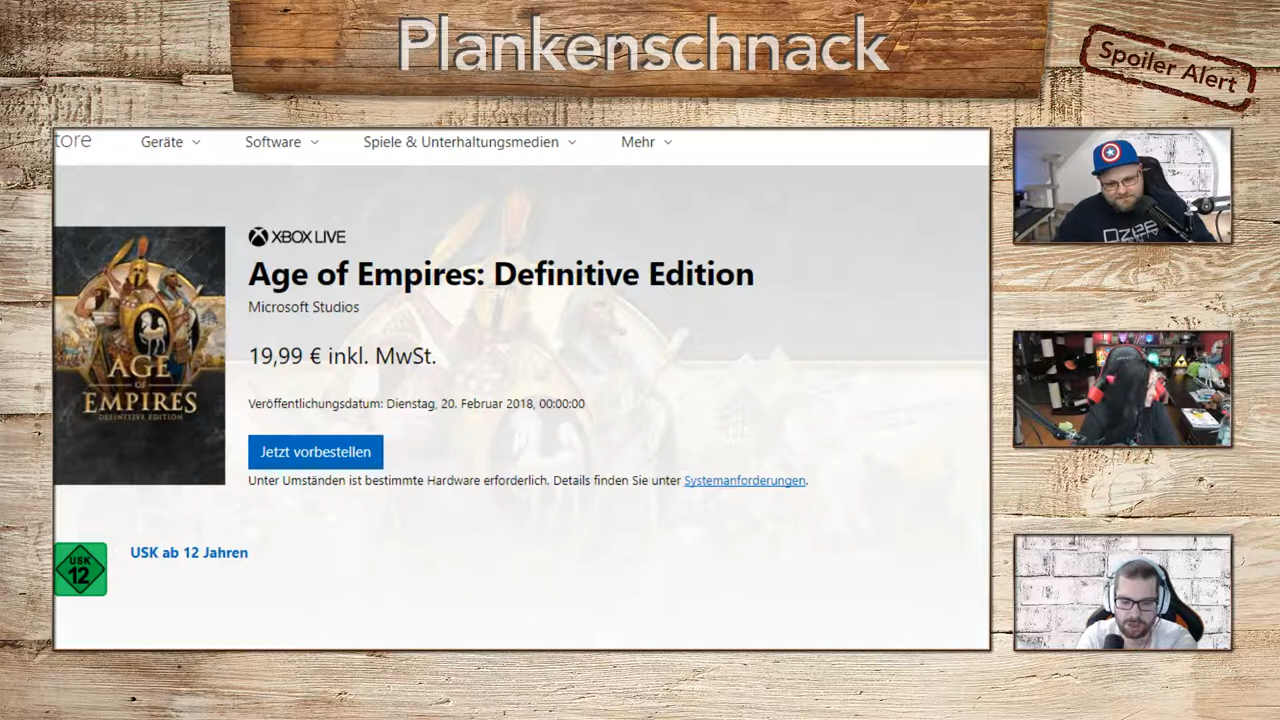 Plankenschnack
Spoiler Alert
tore
Geräte
Software
Spiele & Unterhaltungsmedien
Mehr
XBOX LIVE
Age of Empires: Definitive Edition
Microsoft Studios
19,99 € inkl. MwSt.
Veröffentlichungsdatum: Dienstag, 20. Februar 2018, 00:00:00
Jetzt vorbestellen
Unter Umständen ist bestimmte Hardware erforderlich. Details finden Sie unter Systemanforderungen.
AGE
OF
EMPIRES
DEFINITIVE EDITION
USK
12
USK ab 12 Jahren